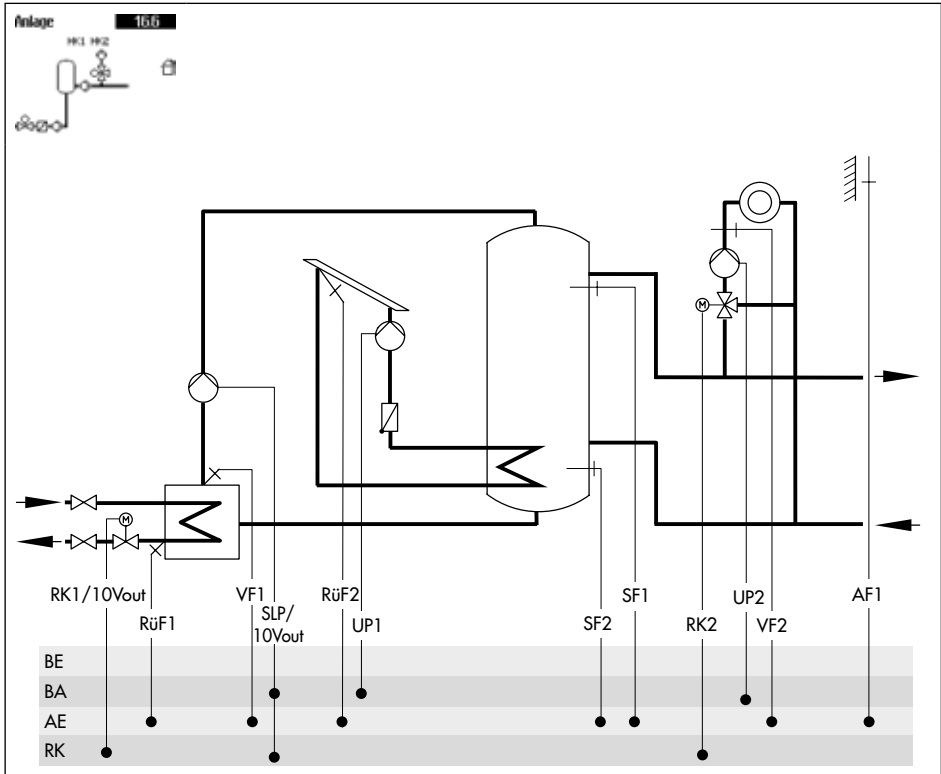 Anlage 16.6
HK1 HK2
M
M
RK1/10Vout
RüF1
VF1
SLP/
10Vout
RüF2
UP1
SF2
SF1
RK2
UP2
VF2
AF1
BE
BA
AE
RK